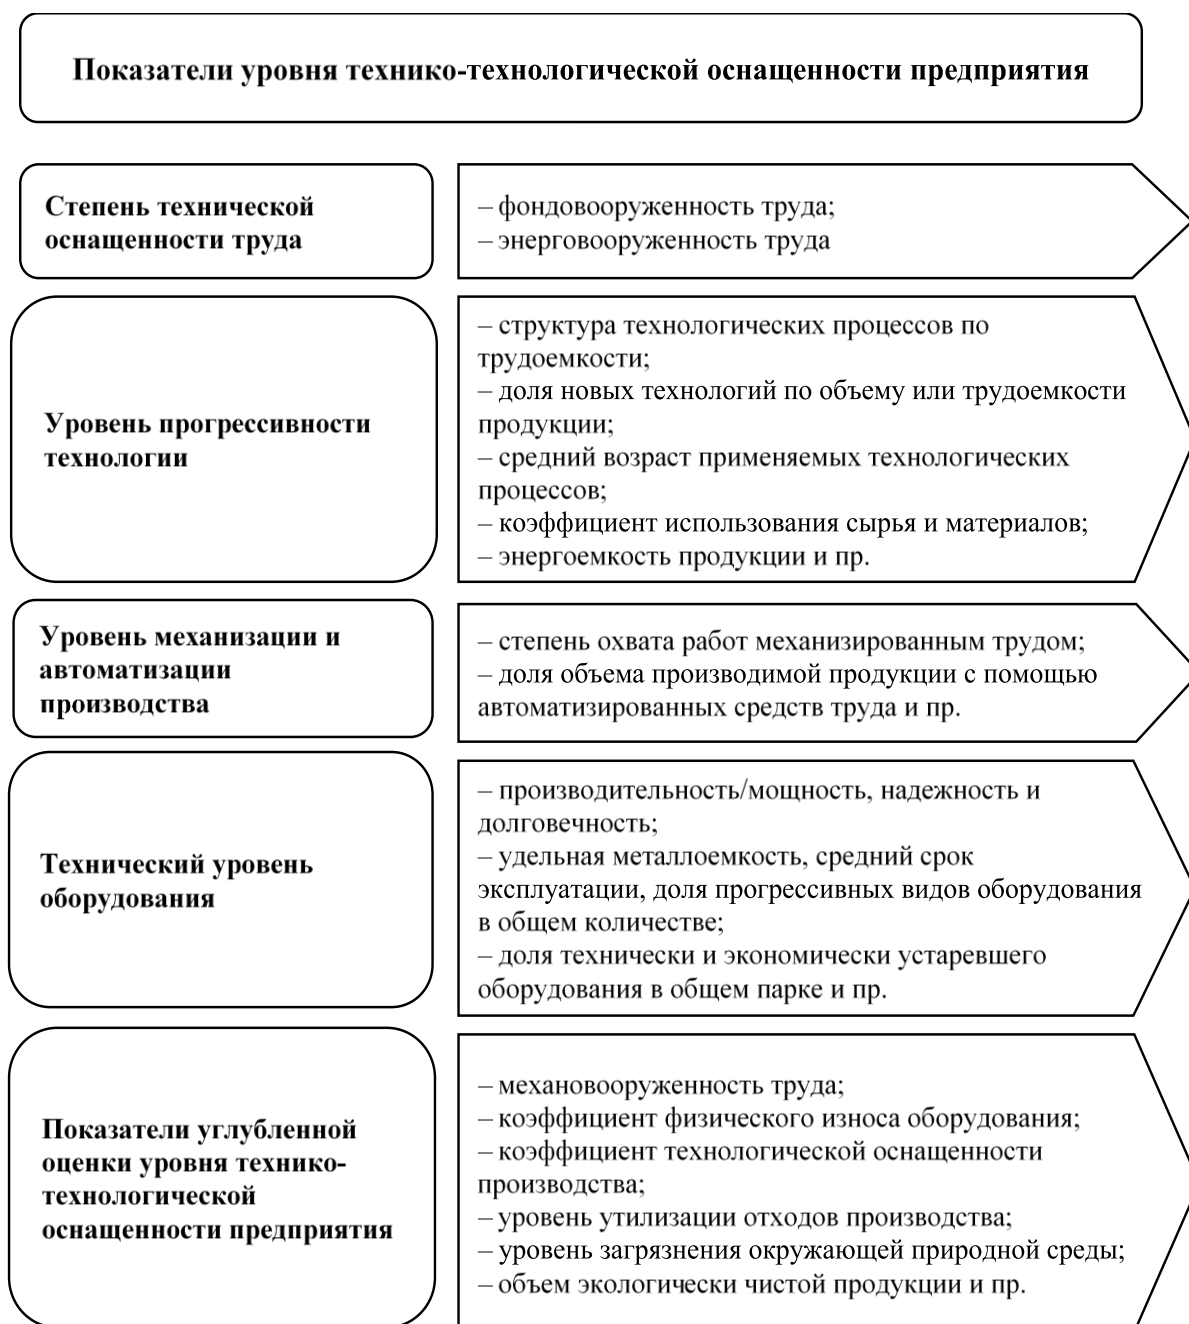 Показатели уровня технико-технологической оснащенности предприятия
Степень технической
оснащенности труда
– фондовооруженность труда;
– энерговооруженность труда
Уровень прогрессивности
технологии
– структура технологических процессов по
трудоемкости;
– доля новых технологий по объему или трудоемкости
продукции;
– средний возраст применяемых технологических
процессов;
– коэффициент использования сырья и материалов;
– энергоемкость продукции и пр.
Уровень механизации и
автоматизации
производства
– степень охвата работ механизированным трудом;
– доля объема производимой продукции с помощью
автоматизированных средств труда и пр.
Технический уровень
оборудования
– производительность/мощность, надежность и
долговечность;
– удельная металлоемкость, средний срок
эксплуатации, доля прогрессивных видов оборудования
в общем количестве;
– доля технически и экономически устаревшего
оборудования в общем парке и пр.
Показатели углубленной
оценки уровня технико-
технологической
оснащенности предприятия
– механовооруженность труда;
– коэффициент физического износа оборудования;
– коэффициент технологической оснащенности
производства;
– уровень утилизации отходов производства;
– уровень загрязнения окружающей природной среды;
– объем экологически чистой продукции и пр.